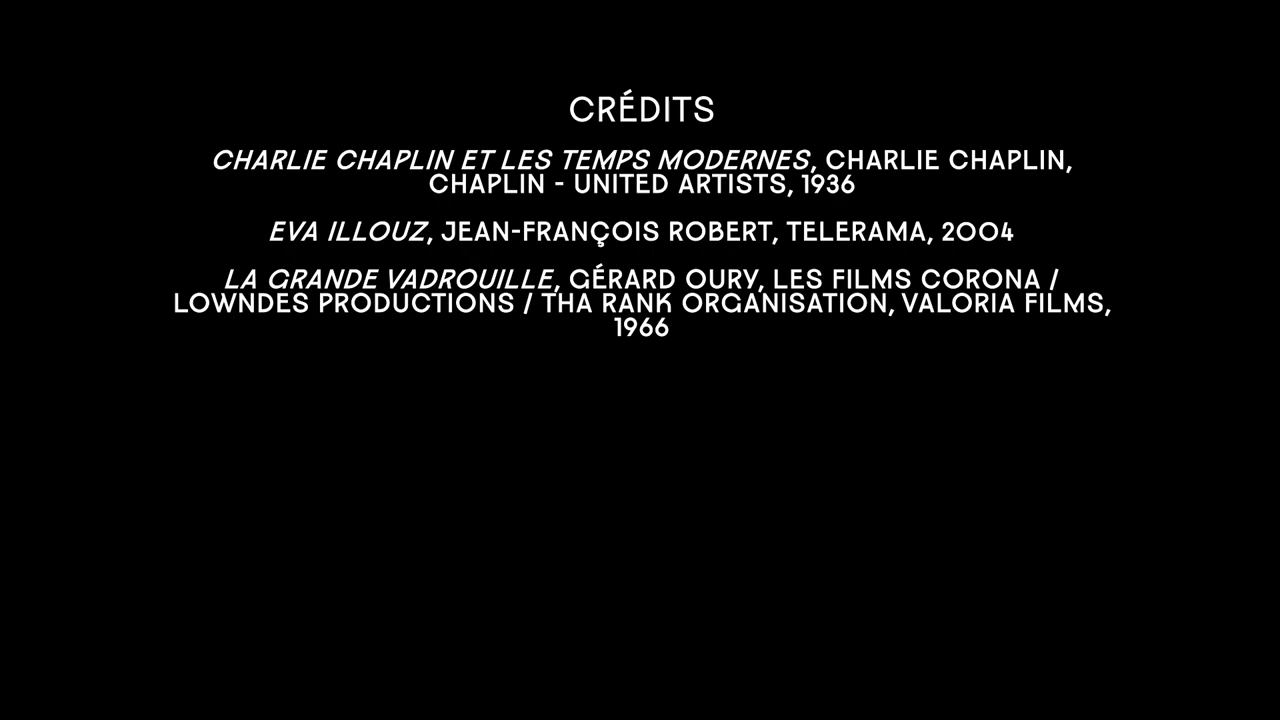 CRÉDITS
CHARLIE CHAPLIN ET LES TEMPS MODERNES, CHARLIE CHAPLIN,
CHAPLIN - UNITED ARTISTS, 1936
EVA ILLOUZ, JEAN-FRANÇOIS ROBERT, TELERAMA, 2004
LA GRANDE VADROUILLE, GÉRARD OURY, LES FILMS CORONA /
LOWNDES PRODUCTIONS / THA RANK ORGANISATION, VALORIA FILMS,
1966